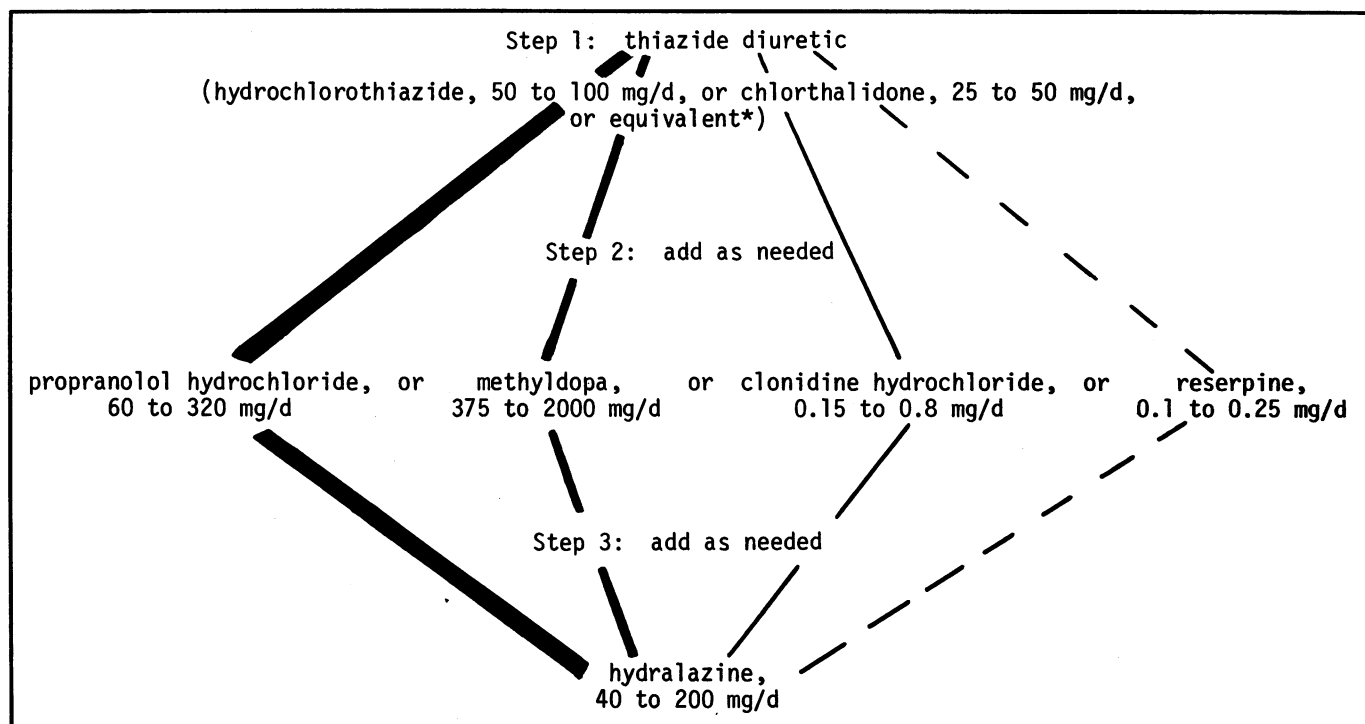 Step 1: thiazide diuretic
(hydrochlorothiazide, 50 to 100 mg/d, or chlorthalidone, 25 to 50 mg/d,
or equivalent*)
Step 2: add as needed
propranolol hydrochloride, or methyldopa, or clonidine hydrochloride, or reserpine,
60 to 320 mg/d 375 to 2000 mg/d 0.15 to 0.8 mg/d 0.1 to 0.25 mg/d
Step 3: add as needed
hydralazine,
40 to 200 mg/d